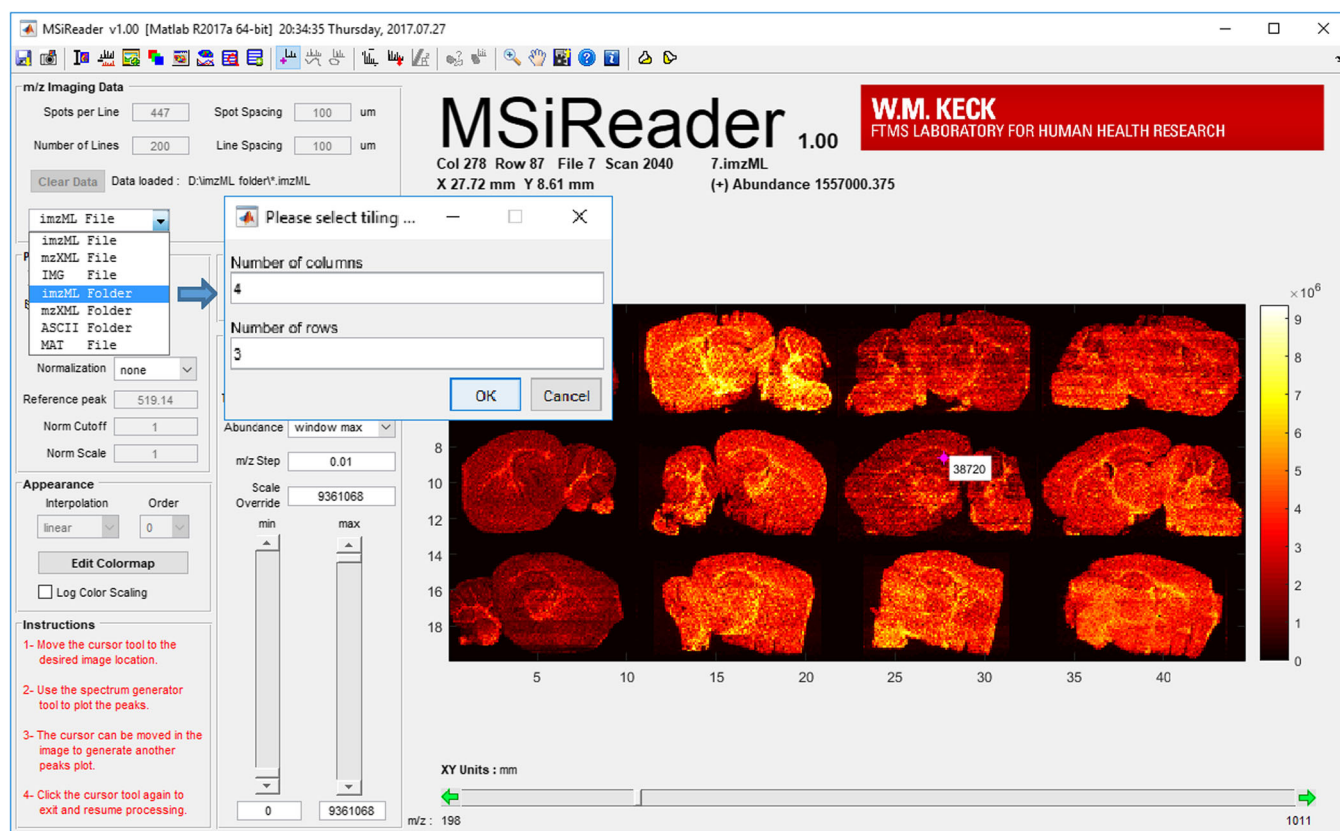 MSiReader v1.00 [Matlab R2017a 64-bit] 20:34:35 Thursday, 2017.07.27
m/z Imaging Data
Spots per Line 447 Spot Spacing 100 um
Number of Lines 200 Line Spacing 100 um
Clear Data Data loaded : D:\imzML folder\*.imzML
MSiReader 1.00
W.M. KECK
FTMS LABORATORY FOR HUMAN HEALTH RESEARCH
Col 278 Row 87 File 7 Scan 2040 7.imzML
X 27.72 mm Y 8.61 mm (+) Abundance 1557000.375
imzML File
imzML File
mzXML File
IMG File
imzML Folder
mzXML Folder
ASCII Folder
MAT File
Please select tiling ...
Number of columns
4
Number of rows
3
OK Cancel
Normalization none
Reference peak 519.14
Norm Cutoff 1
Norm Scale 1
Abundance window max
m/z Step 0.01
Scale
Override 9361068
min max
0 9361068
Appearance
Interpolation Order
linear 0
Edit Colormap
Log Color Scaling
Instructions
1- Move the cursor tool to the
desired image location.
2- Use the spectrum generator
tool to plot the peaks.
3- The cursor can be moved in the
image to generate another
peaks plot.
4- Click the cursor tool again to
exit and resume processing.
8
10
12
14
16
18
38720
5 10 15 20 25 30 35 40
×10⁶
9
8
7
6
5
4
3
2
1
0
XY Units : mm
m/z : 198 1011